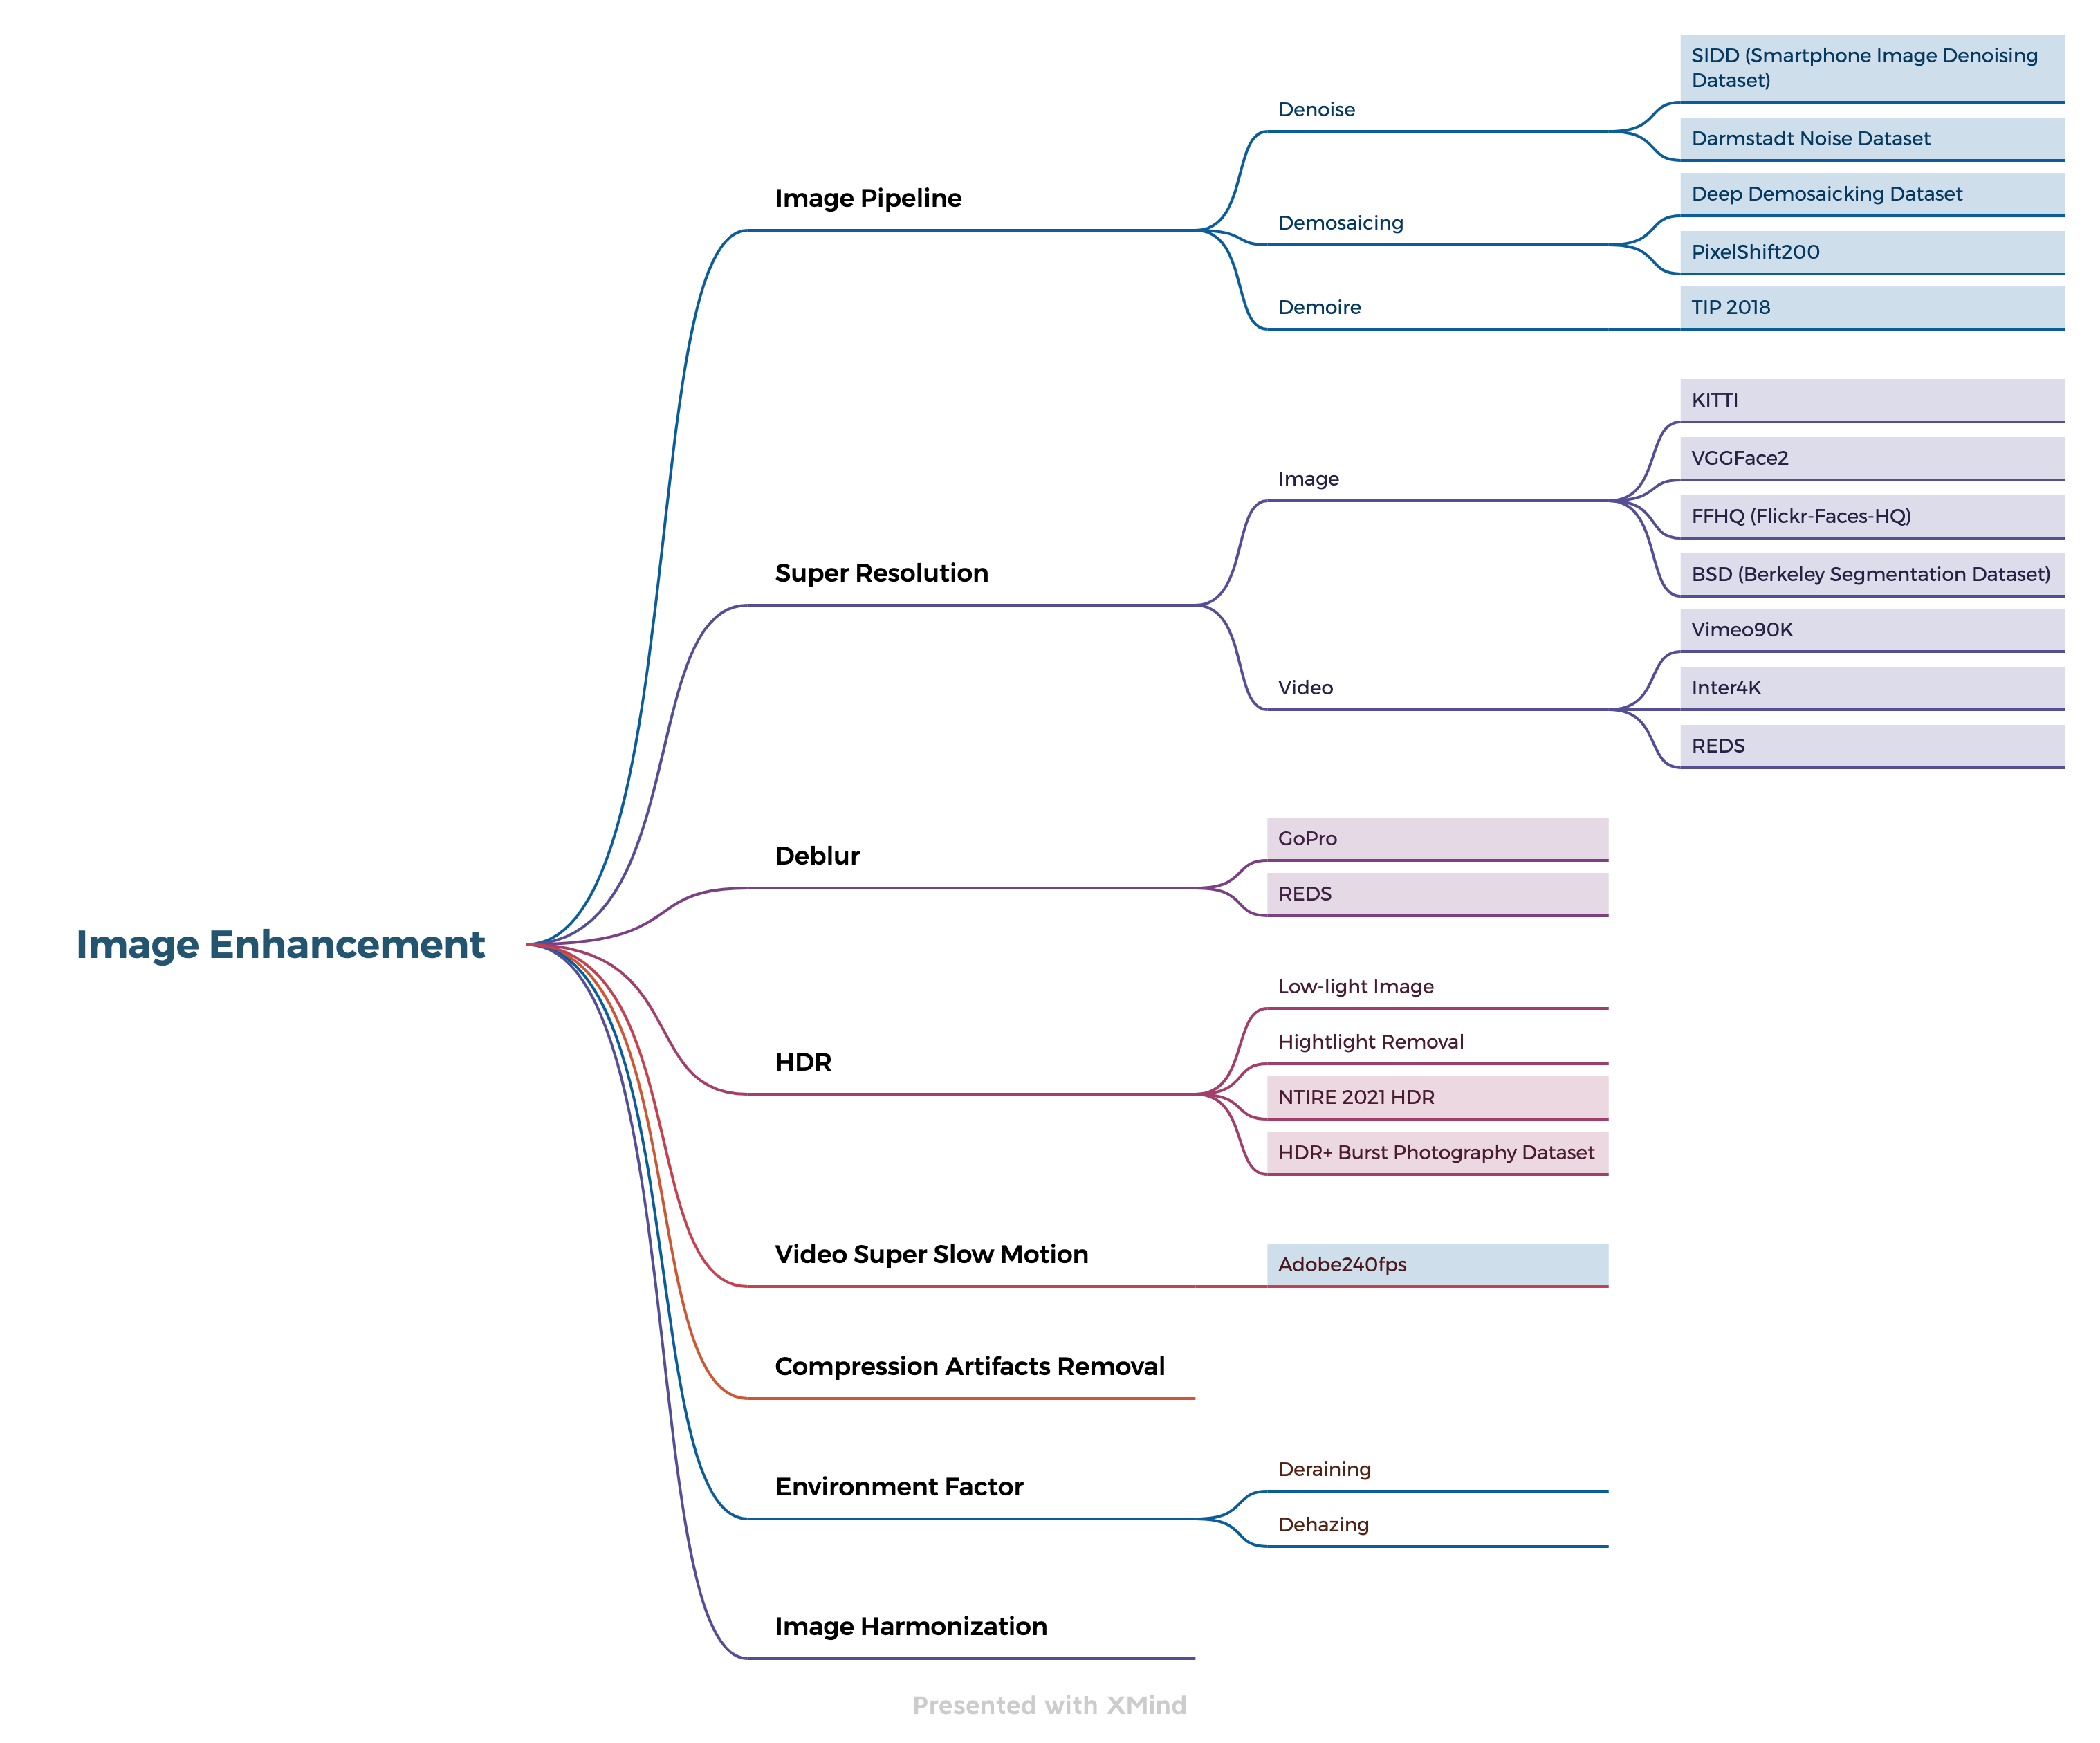 SIDD (Smartphone Image Denoising
Dataset)
Denoise
Darmstadt Noise Dataset
Image Pipeline
Deep Demosaicking Dataset
Demosaicing
PixelShift200
Demoire
TIP 2018
KITTI
VGGFace2
Image
FFHQ (Flickr-Faces-HQ)
BSD (Berkeley Segmentation Dataset)
Super Resolution
Vimeo90K
Video
Inter4K
REDS
GoPro
Deblur
REDS
Image Enhancement
Low-light Image
Hightlight Removal
HDR
NTIRE 2021 HDR
HDR+ Burst Photography Dataset
Video Super Slow Motion
Adobe240fps
Compression Artifacts Removal
Deraining
Environment Factor
Dehazing
Image Harmonization
Presented with XMind